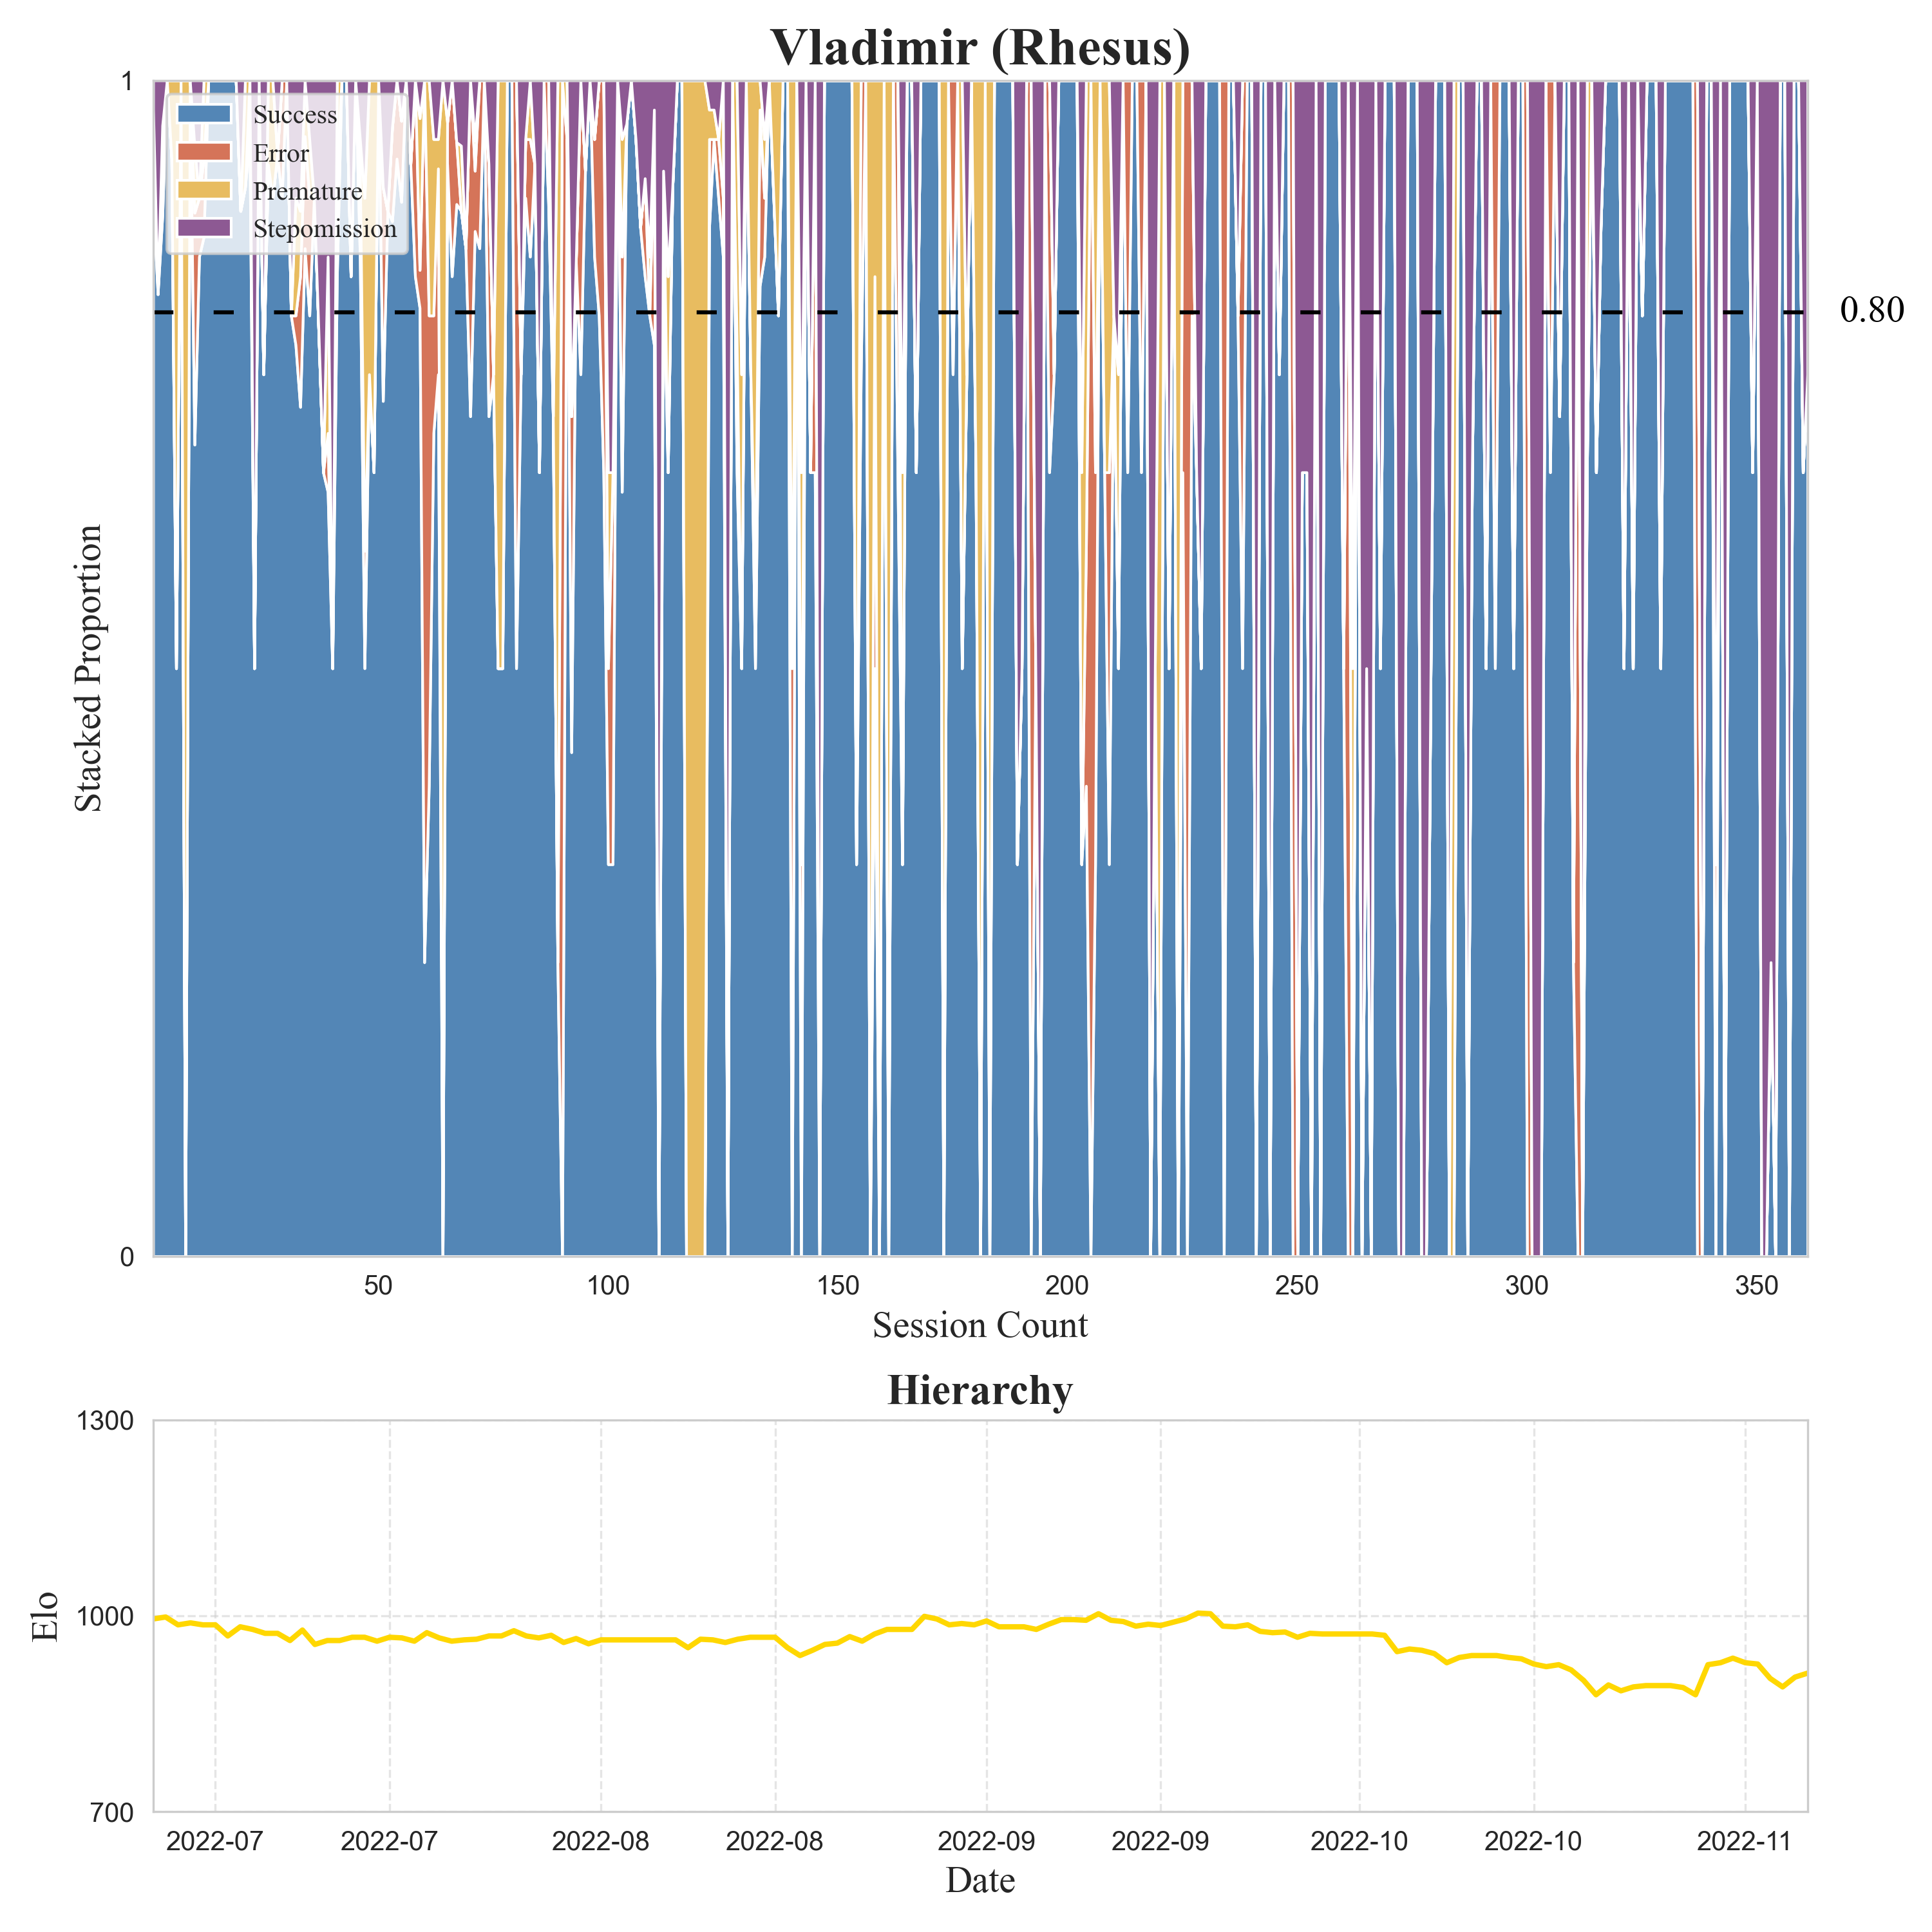 Vladimir (Rhesus)
1
Success
Error
Premature
Stepomission
0.80
Stacked Proportion
0
50 100 150 200 250 300 350
Session Count
Hierarchy
1300
1000
Elo
700
2022-07 2022-07 2022-08 2022-08 2022-09 2022-09 2022-10 2022-10 2022-11
Date